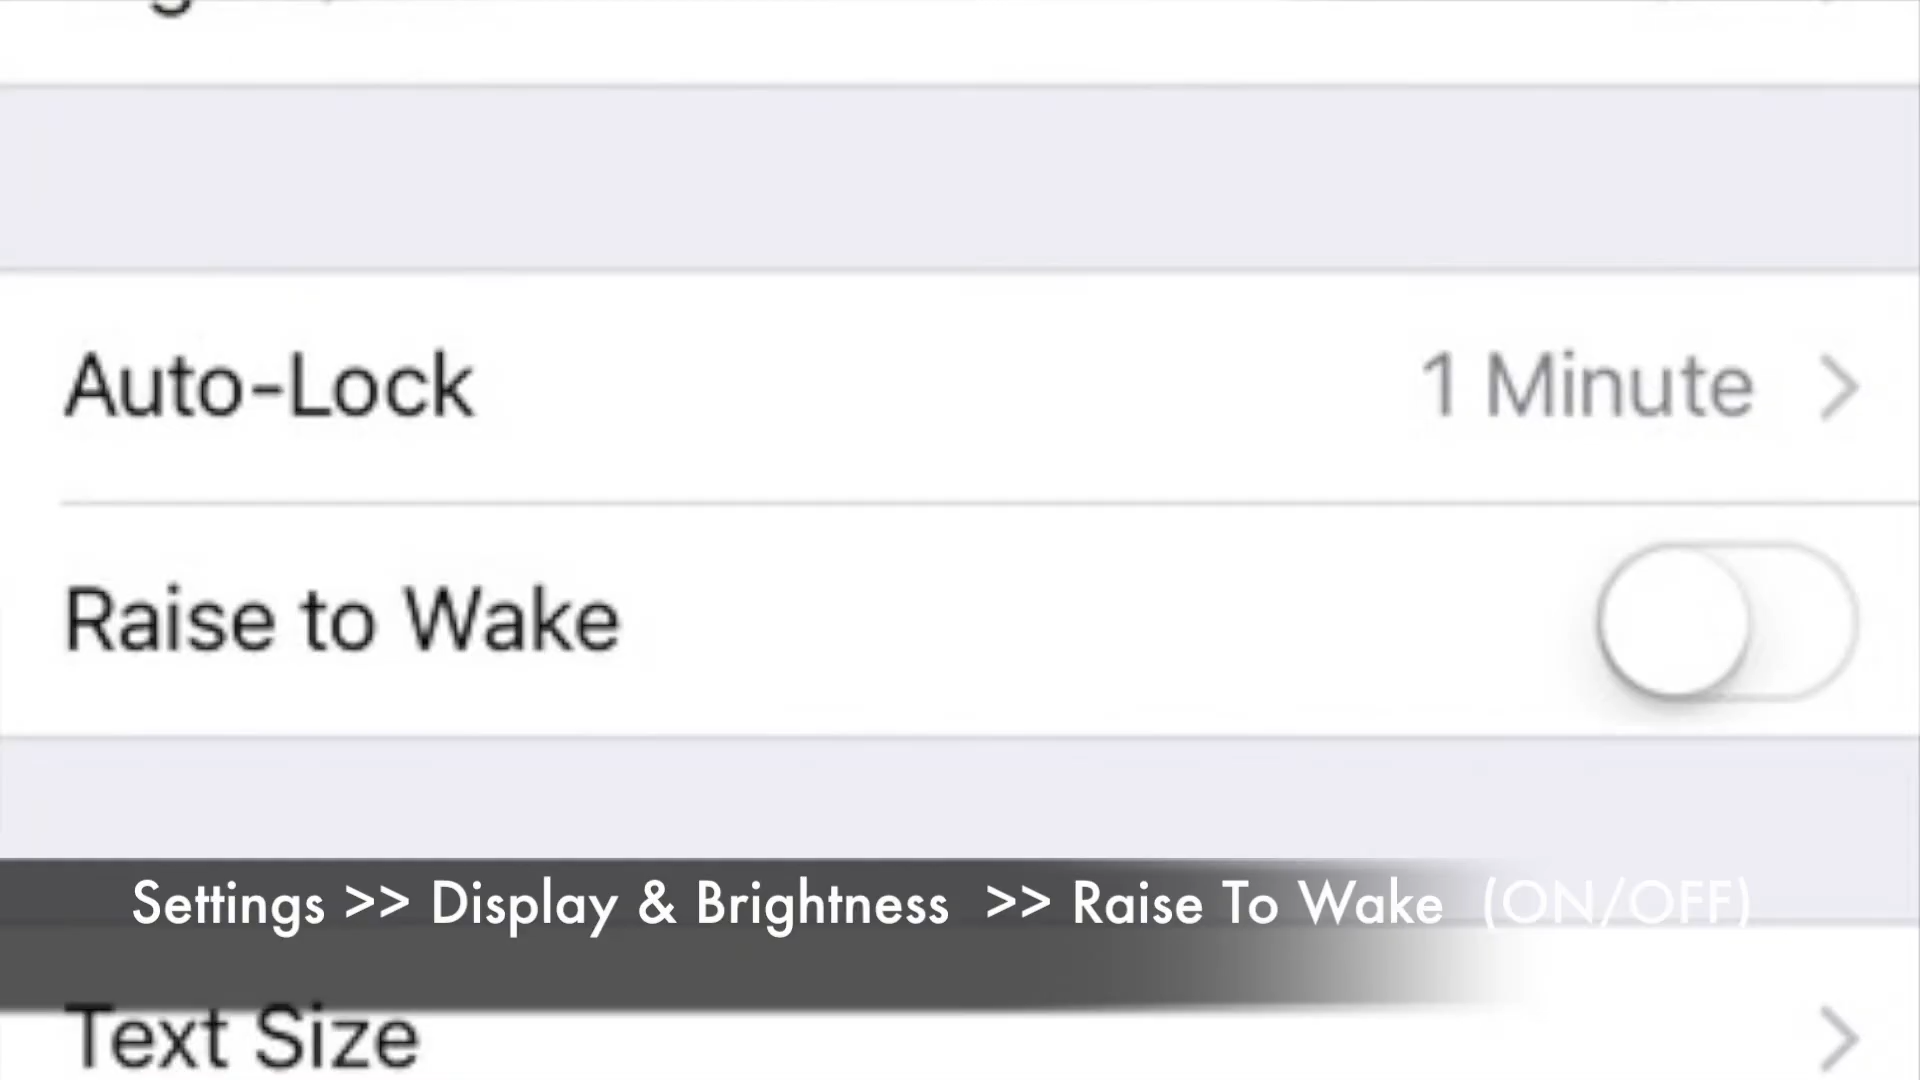 Auto-Lock 1 Minute
Raise to Wake
Settings >> Display & Brightness >> Raise To Wake (ON/OFF)
Text Size